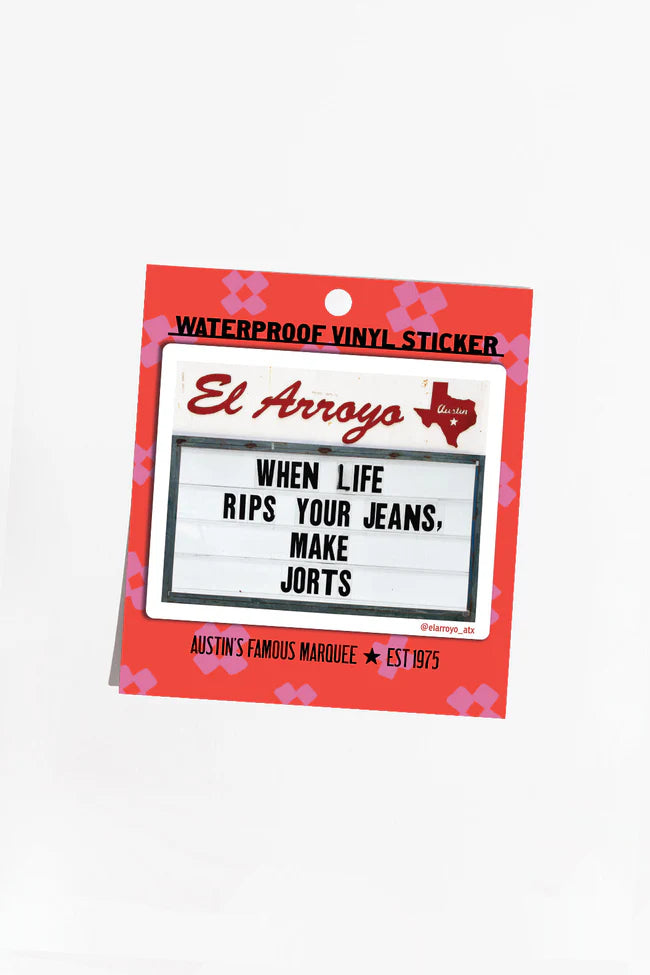 WATERPROOF VINYL STICKER
El Arroyo
Austin
WHEN LIFE
RIPS YOUR JEANS,
MAKE
JORTS
@elarroyo_atx
AUSTIN'S FAMOUS MARQUEE ★ EST 1975